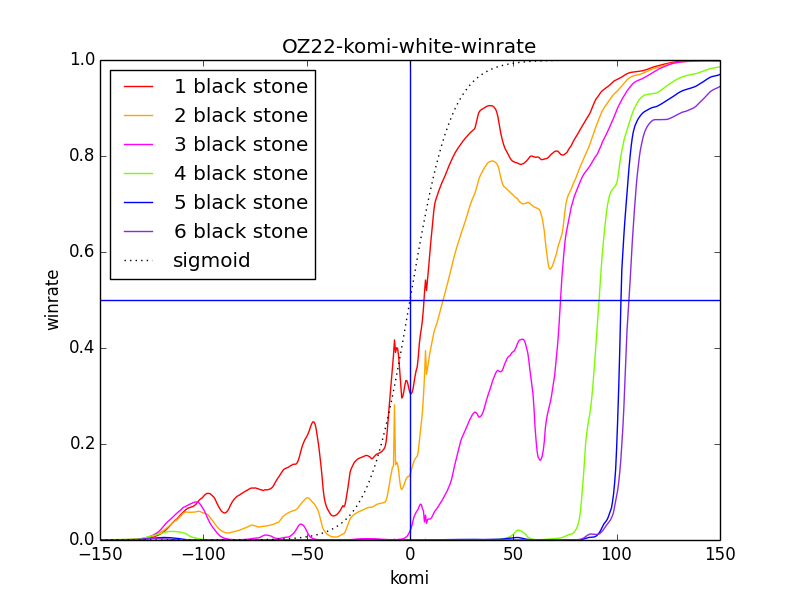 OZ22-komi-white-winrate
1.0
0.8
0.6
0.4
0.2
0.0
winrate
1 black stone
2 black stone
3 black stone
4 black stone
5 black stone
6 black stone
sigmoid
−150
−100
−50
0
50
100
150
komi